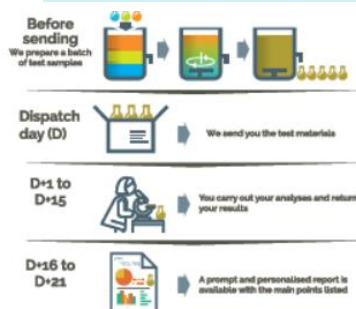 Before
sending
We prepare a batch
of test samples
Dispatch
day (D)
We send you the test materials
D+1 to
D+15
You carry out your analyses and return
your results
D+16 to
D+21
A prompt and personalised report is
available with the main points listed